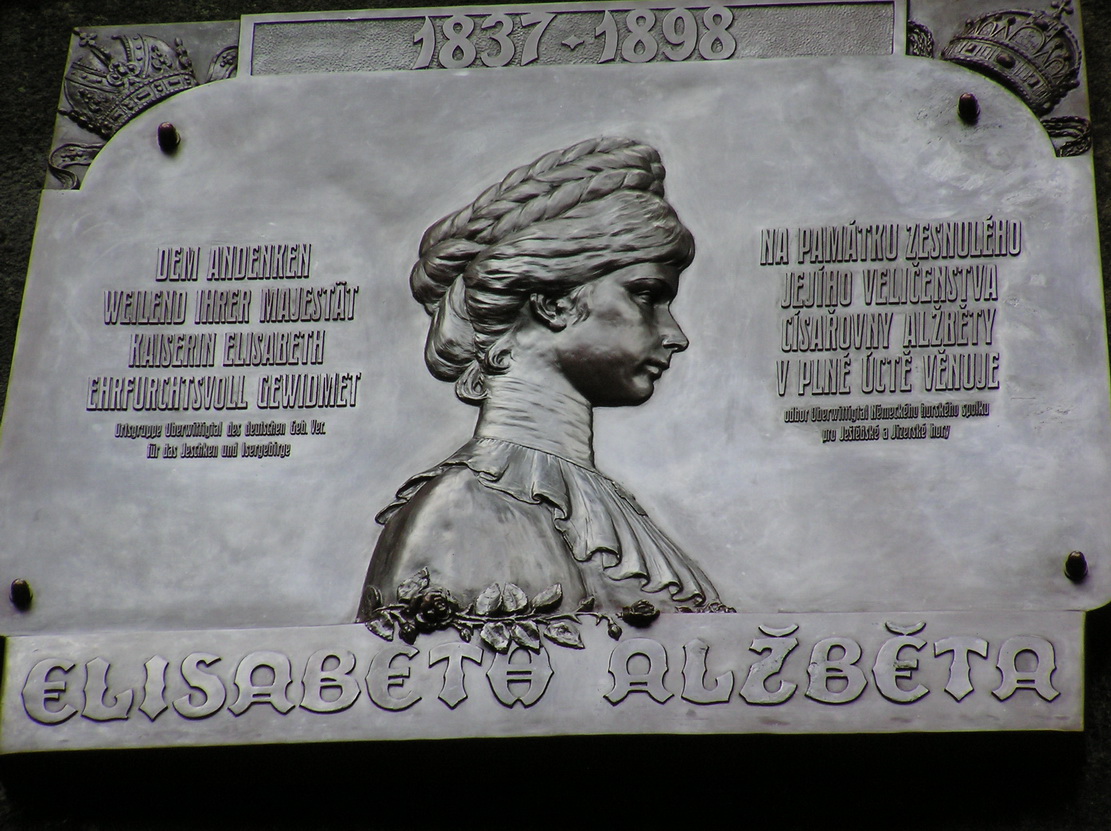 1837-1898
DEM ANDENKEN
WEILEND IHRER MAJESTÄT
KAISERIN ELISABETH
EHRFURCHTSVOLL GEWIDMET
Ortsgruppe Oberwittigtal des deutschen Geb. Ver.
für das Jeschken und Isergebirge
NA PAMÁTKU ZESNULÉHO
JEJÍHO VELIČENSTVA
CÍSAŘOVNY ALŽBĚTY
V PLNÉ ÚCTĚ VĚNUJE
odbor Oberwittigtal Německého horského spolku
pro Ještědské a Jizerské hory
ELISABETH ALŽBĚTA